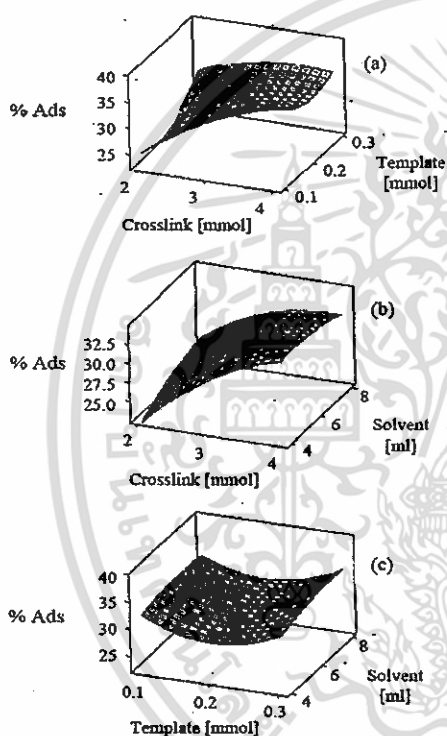 (a)
40
35
30
25
% Ads
2
3
4
Crosslink [mmol]
0.1
0.2
0.3
Template
[mmol]
(b)
32.5
30.0
27.5
25.0
% Ads
2
3
4
Crosslink [mmol]
4
6
8
Solvent
[ml]
(c)
40
35
30
25
% Ads
0.1
0.2
0.3
Template [mmol]
4
6
8
Solvent
[ml]